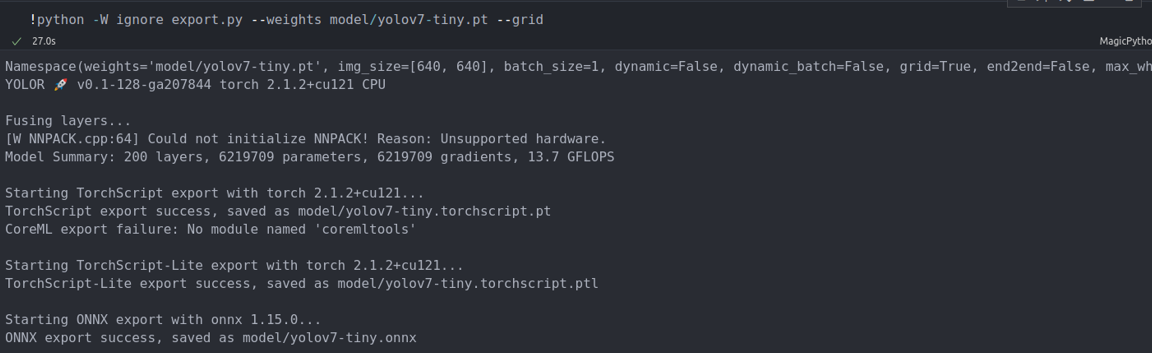 !python -W ignore export.py --weights model/yolov7-tiny.pt --grid
27.0s
MagicPytho
Namespace(weights='model/yolov7-tiny.pt', img_size=[640, 640], batch_size=1, dynamic=False, dynamic_batch=False, grid=True, end2end=False, max_wh
YOLOR 🚀 v0.1-128-ga207844 torch 2.1.2+cu121 CPU
Fusing layers...
[W NNPACK.cpp:64] Could not initialize NNPACK! Reason: Unsupported hardware.
Model Summary: 200 layers, 6219709 parameters, 6219709 gradients, 13.7 GFLOPS
Starting TorchScript export with torch 2.1.2+cu121...
TorchScript export success, saved as model/yolov7-tiny.torchscript.pt
CoreML export failure: No module named 'coremltools'
Starting TorchScript-Lite export with torch 2.1.2+cu121...
TorchScript-Lite export success, saved as model/yolov7-tiny.torchscript.ptl
Starting ONNX export with onnx 1.15.0...
ONNX export success, saved as model/yolov7-tiny.onnx